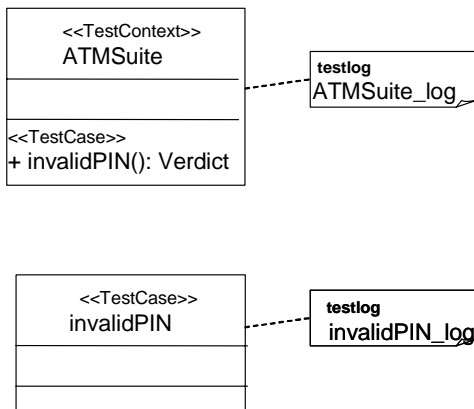 <<TestContext>>
ATMSuite
testlog
ATMSuite_log
<<TestCase>>
+ invalidPIN(): Verdict
<<TestCase>>
invalidPIN
testlog
invalidPIN_log